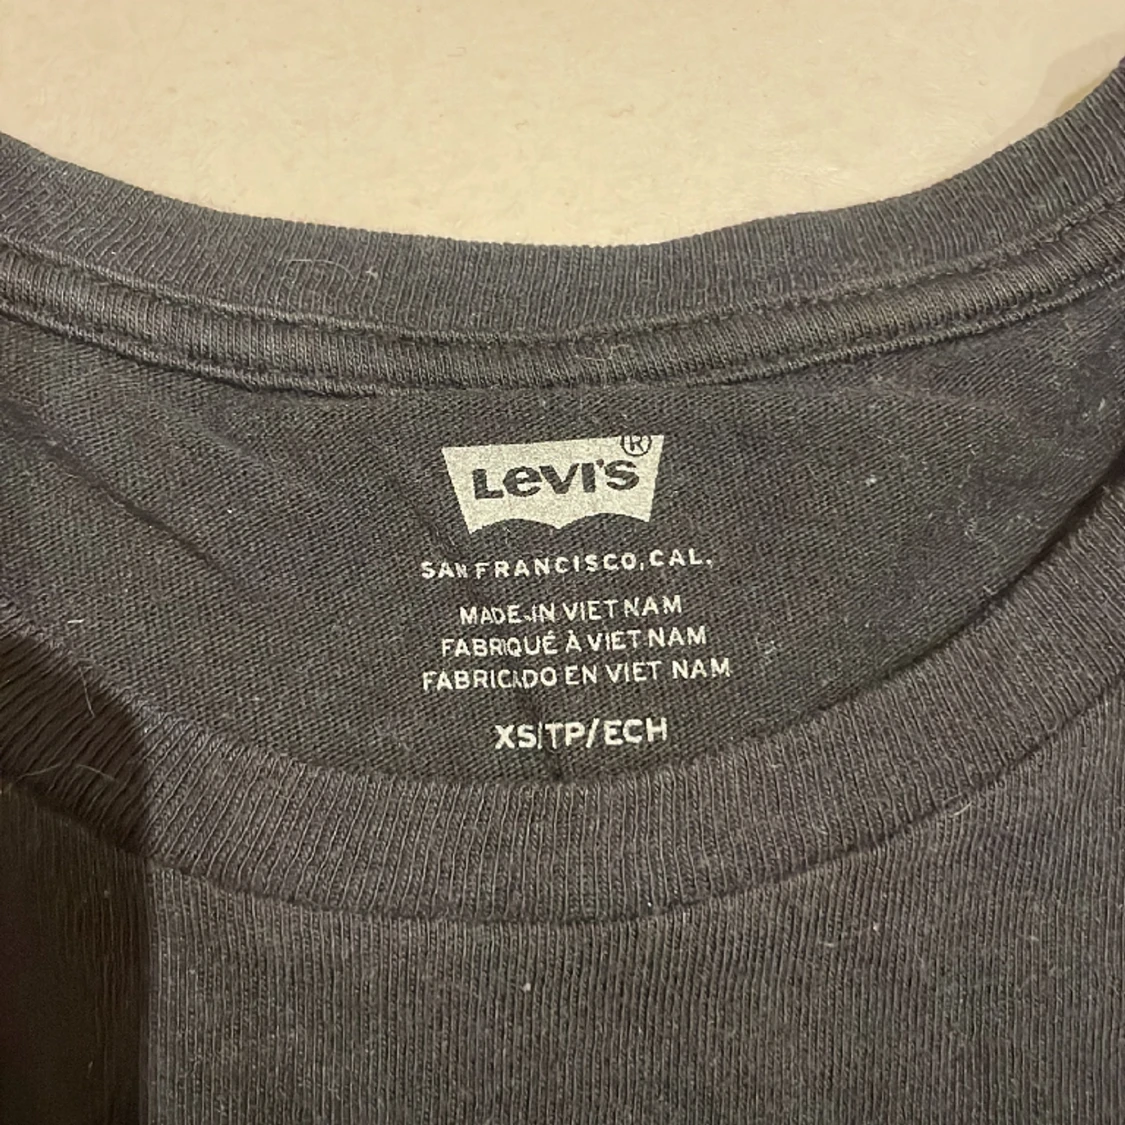 Levi's®
SAN FRANCISCO, CAL.
MADE IN VIET NAM
FABRIQUÉ À VIET NAM
FABRICADO EN VIET NAM
XS/TP/ECH